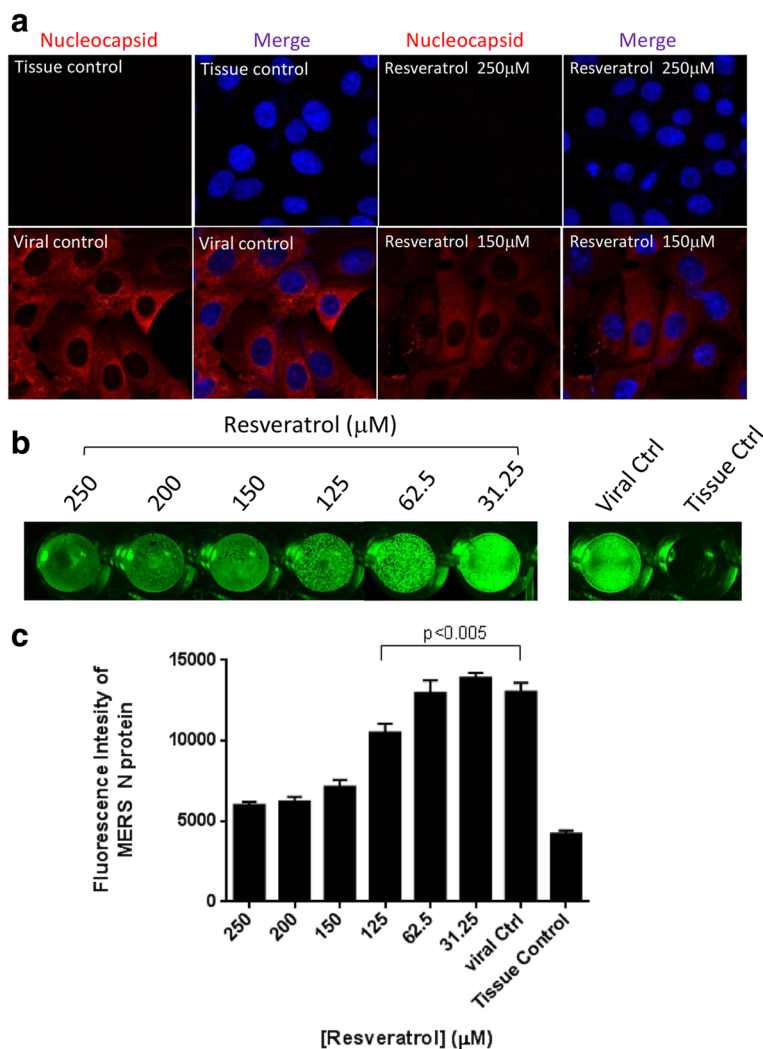 a
Nucleocapsid Merge Nucleocapsid Merge
Tissue control Tissue control Resveratrol 250μM Resveratrol 250μM
Viral control Viral control Resveratrol 150μM Resveratrol 150μM
b
Resveratrol (μM)
250 200 150 125 62.5 31.25 Viral Ctrl Tissue Ctrl
c
p<0.005
Fluorescence Intesity of
MERS N protein
15000
10000
5000
0
250 200 150 125 62.5 31.25 viral Ctrl Tissue Control
[Resveratrol] (μM)